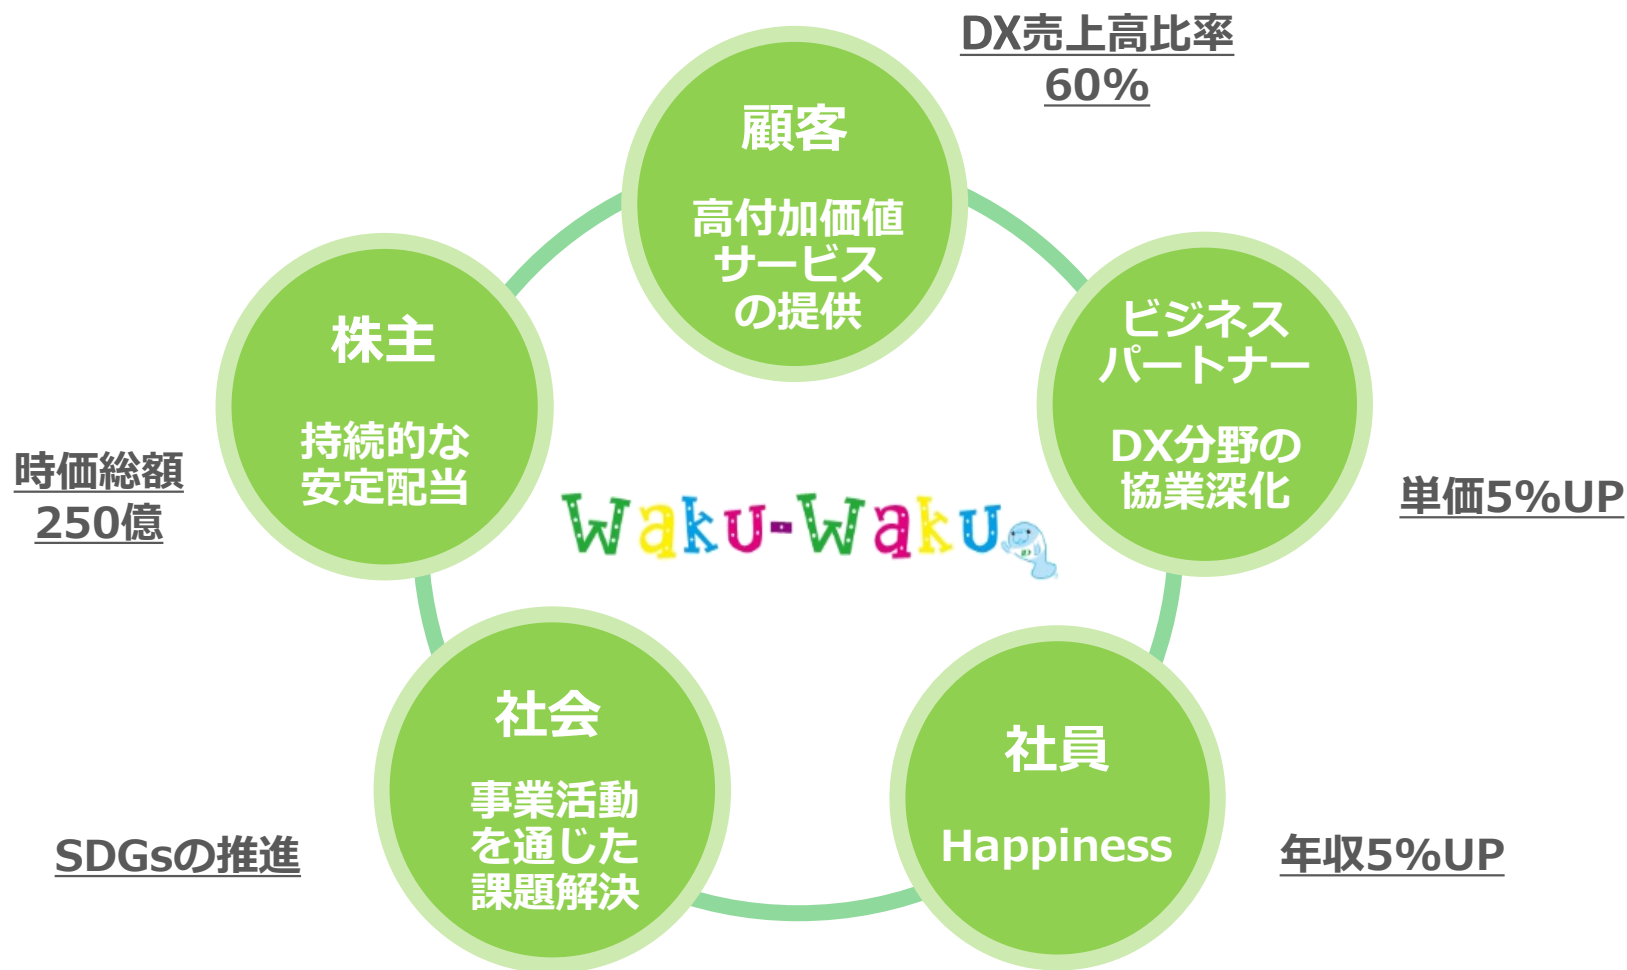 DX売上高比率
60%
顧客
高付加価値
サービス
の提供
ビジネス
パートナー
DX分野の
協業深化
単価5%UP
社員
Happiness
年収5%UP
社会
事業活動
を通じた
課題解決
SDGsの推進
株主
持続的な
安定配当
時価総額
250億
Waku-Waku